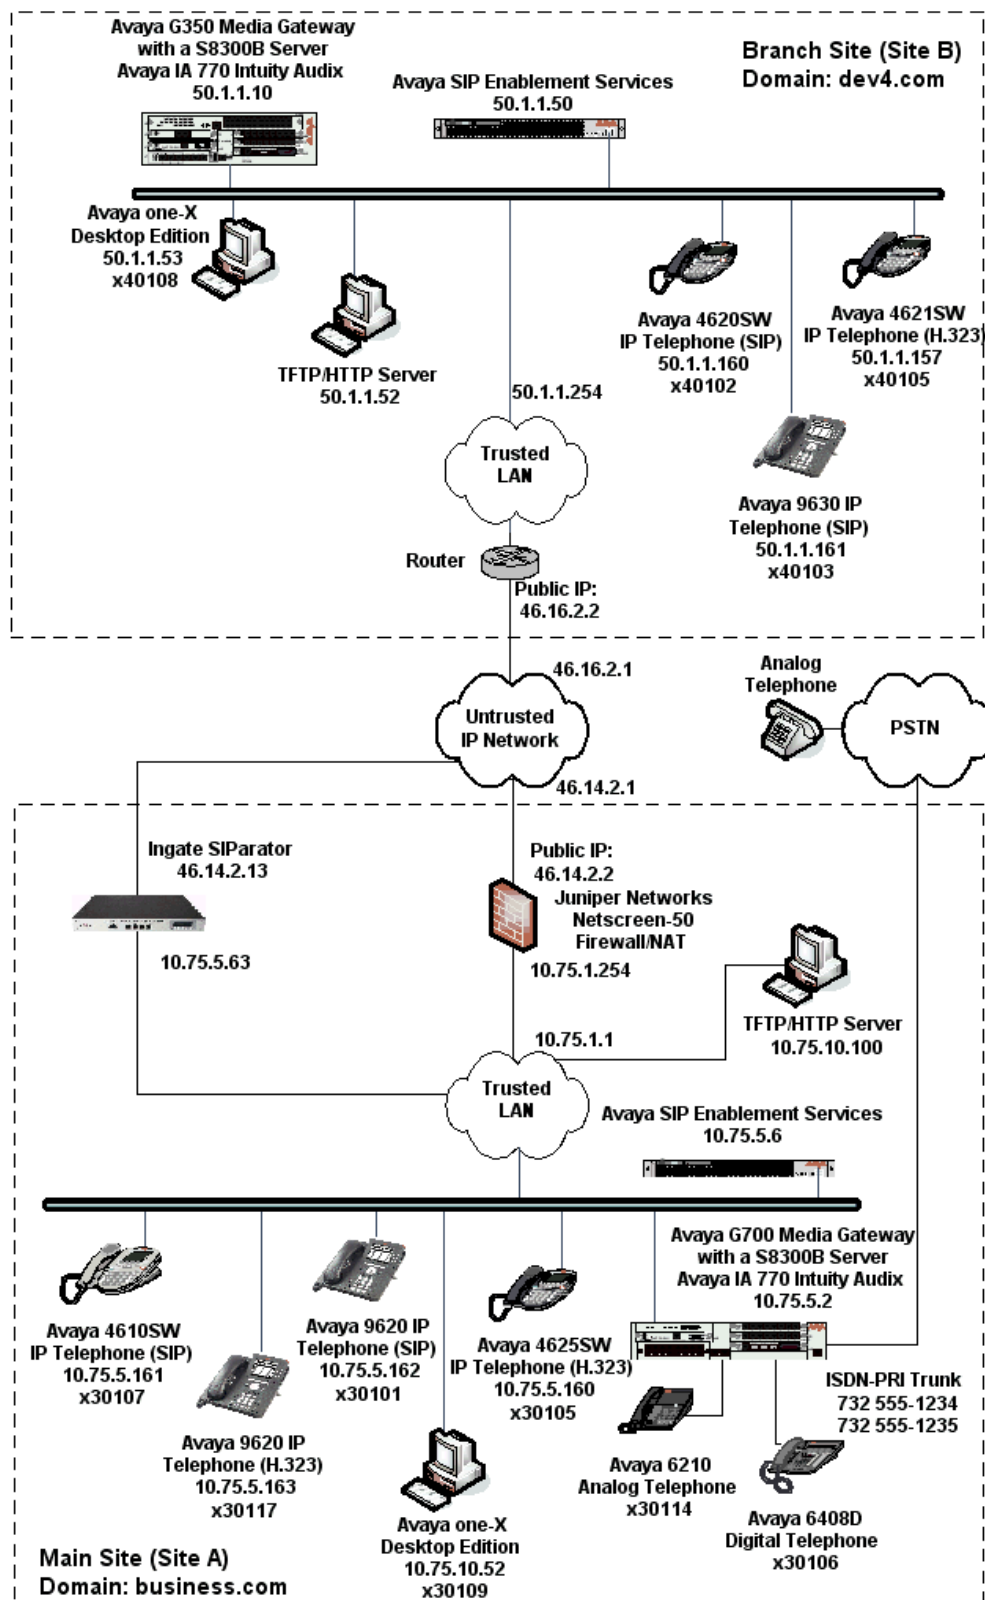 Avaya G350 Media Gateway
with a S8300B Server
Avaya IA 770 Intuity Audix
50.1.1.10
Avaya SIP Enablement Services
50.1.1.50
Branch Site (Site B)
Domain: dev4.com
Avaya one-X
Desktop Edition
50.1.1.53
x40108
TFTP/HTTP Server
50.1.1.52
50.1.1.254
Avaya 4620SW
IP Telephone (SIP)
50.1.1.160
x40102
Avaya 4621SW
IP Telephone (H.323)
50.1.1.157
x40105
Trusted
LAN
Avaya 9630 IP
Telephone (SIP)
50.1.1.161
x40103
Router
Public IP:
46.16.2.2
46.16.2.1
Untrusted
IP Network
46.14.2.1
Analog
Telephone
PSTN
Ingate SIParator
46.14.2.13
10.75.5.63
Public IP:
46.14.2.2
Juniper Networks
Netscreen-50
Firewall/NAT
10.75.1.254
TFTP/HTTP Server
10.75.10.100
10.75.1.1
Trusted
LAN
Avaya SIP Enablement Services
10.75.5.6
Avaya G700 Media Gateway
with a S8300B Server
Avaya IA 770 Intuity Audix
10.75.5.2
Avaya 4610SW
IP Telephone (SIP)
10.75.5.161
x30107
Avaya 9620 IP
Telephone (H.323)
10.75.5.163
x30117
Avaya 9620 IP
Telephone (SIP)
10.75.5.162
x30101
Avaya one-X
Desktop Edition
10.75.10.52
x30109
Avaya 4625SW
IP Telephone (H.323)
10.75.5.160
x30105
ISDN-PRI Trunk
732 555-1234
732 555-1235
Avaya 6210
Analog Telephone
x30114
Avaya 6408D
Digital Telephone
x30106
Main Site (Site A)
Domain: business.com